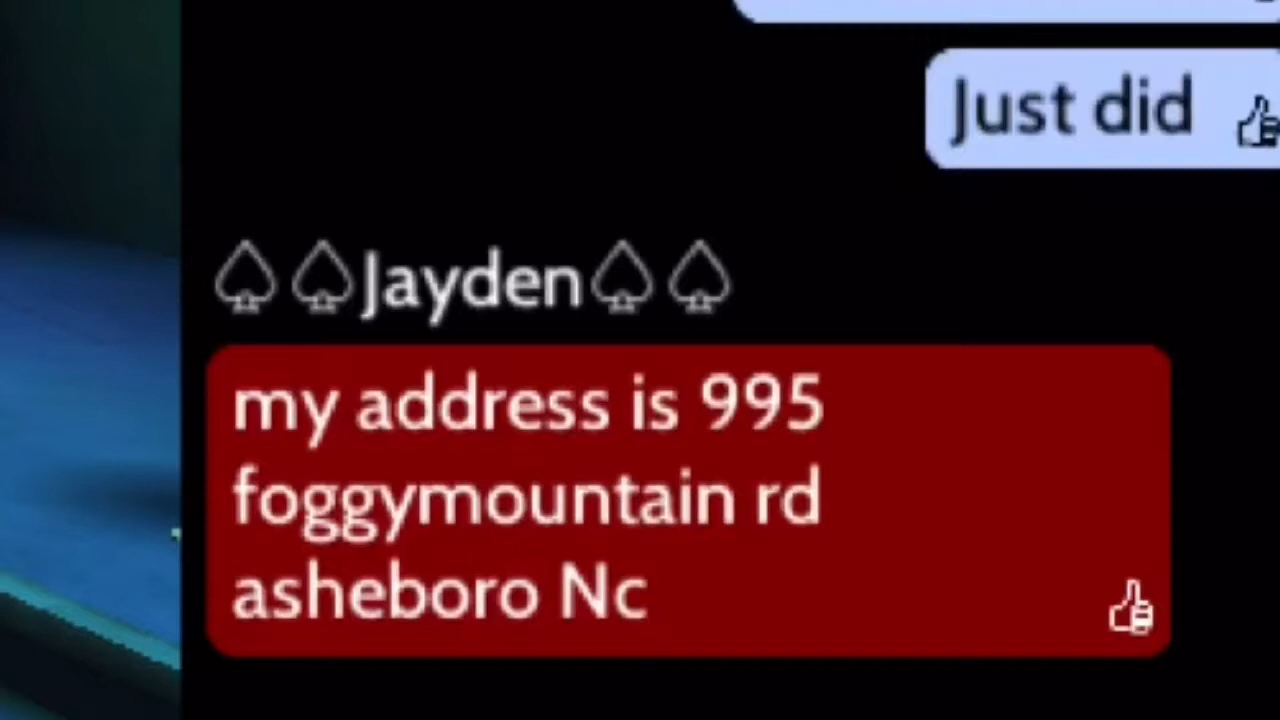 Just did
♤♤Jayden♤♤
my address is 995
foggymountain rd
asheboro Nc